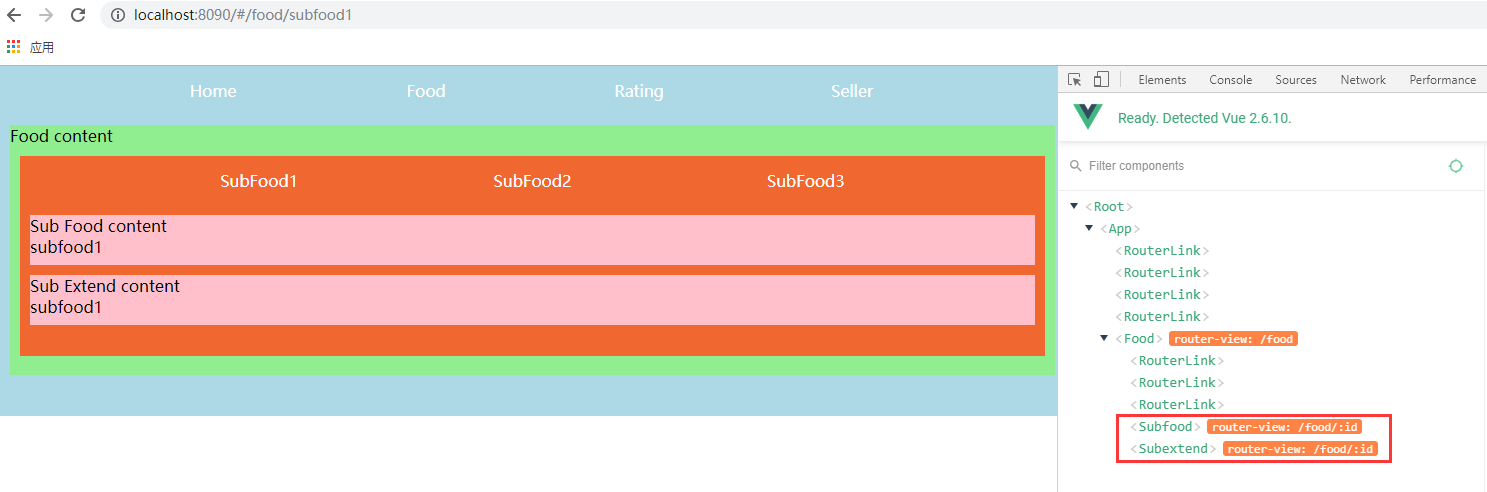 localhost:8090/#/food/subfood1
应用
Home Food Rating Seller
Food content
SubFood1 SubFood2 SubFood3
Sub Food content
subfood1
Sub Extend content
subfood1
Elements Console Sources Network Performance
Ready. Detected Vue 2.6.10.
Filter components
<Root>
<App>
<RouterLink>
<RouterLink>
<RouterLink>
<RouterLink>
<Food> router-view: /food
<RouterLink>
<RouterLink>
<RouterLink>
<Subfood> router-view: /food/:id
<Subextend> router-view: /food/:id